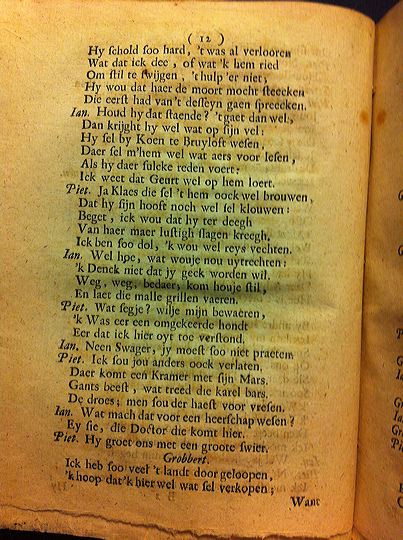 ( 12 )
Hy schold soo hard, 't was al verlooren
Wat dat ick dee, of wat 'k hem ried
Om stil te swijgen, 't hulp 'er niet,
Hy wou dat haer de moort mocht steecken
Die eerst had van't desseyn gaen spreecken.
Ian. Houd hy dat staende? 't gaet dan wel,
Dan krijght hy wel wat op sijn vel:
Hy sel by Koen te Bruyloft wesen,
Daer sel m'hem wel wat aers voor lesen,
Als hy daer sulcke reden voert;
Ick weet dat Geurt wel op hem loert.
Piet. Ja Klaes die sel 't hem oock wel brouwen,
Dat hy sijn hooft noch wel sel klouwen:
Beget, ick wou dat hy ter deegh
Van haer maer lustigh slagen kreegh,
Ick ben soo dol, 'k wou wel reys vechten.
Ian. Wel hoe, wat wouje nou uytrechten:
'k Denck niet dat jy geck worden wil.
Weg, weg, bedaer, kom houje stil,
En laet die malle grillen vaeren.
Piet. Wat segje? wilje mijn bewaeren,
'k Was eer een omgekeerde hondt
Eer dat ick hier oyt toe verstond.
Ian. Neen Swager, jy moest soo niet praeten
Piet. Ick sou jou anders oock verlaten.
Daer komt een Kramer met sijn Mars.
Gants beest, wat treed die karel bars.
De droes; men sou der haest voor vresen.
Ian. Wat mach dat voor een heerschap wesen?
Ey sie, die Doctor die komt hier.
Piet. Hy groet ons met een groote swier.
Grobbert.
Ick heb soo veel 't landt door geloopen,
'k hoop dat'k hier wel wat sel verkopen;
B 2
Want